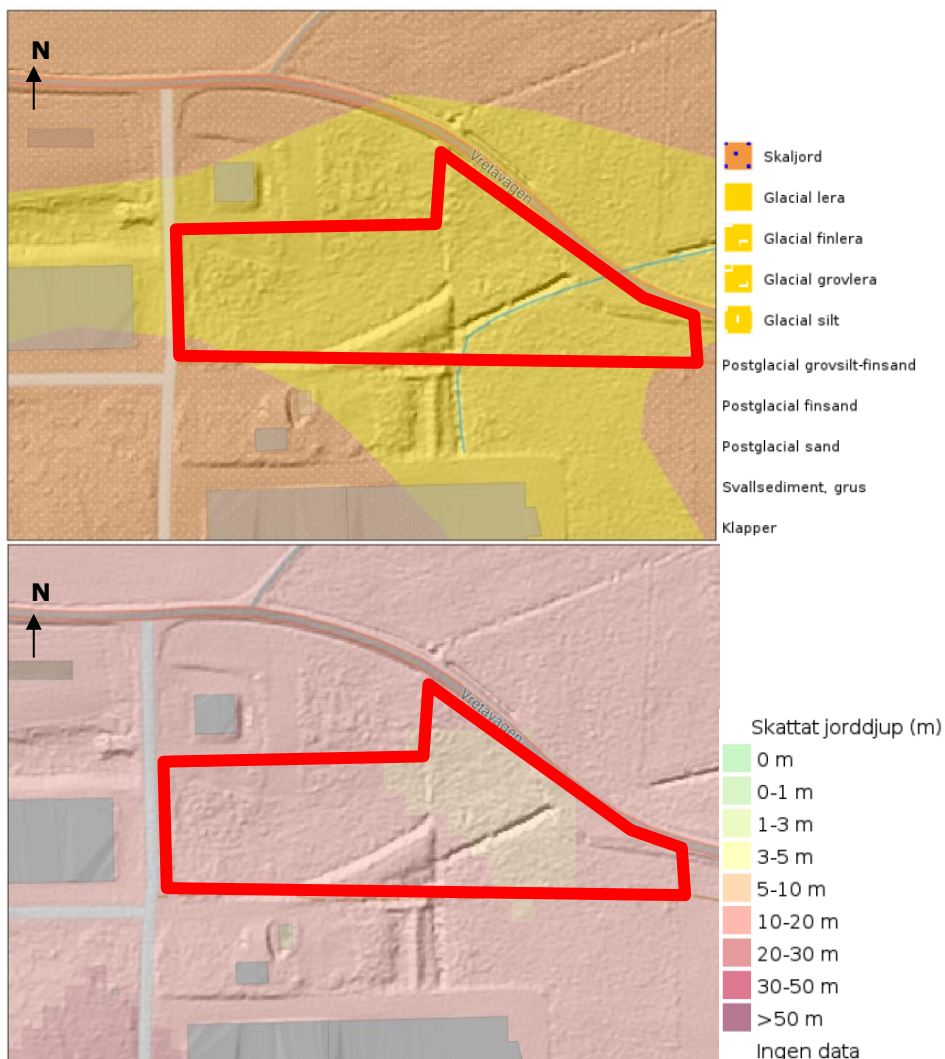 N
Vretavägen
Skaljord
Glacial lera
Glacial finlera
Glacial grovlera
Glacial silt
Postglacial grovsilt-finsand
Postglacial finsand
Postglacial sand
Svallsediment, grus
Klapper
N
Vretavägen
Skattat jorddjup (m)
0 m
0-1 m
1-3 m
3-5 m
5-10 m
10-20 m
20-30 m
30-50 m
>50 m
Ingen data